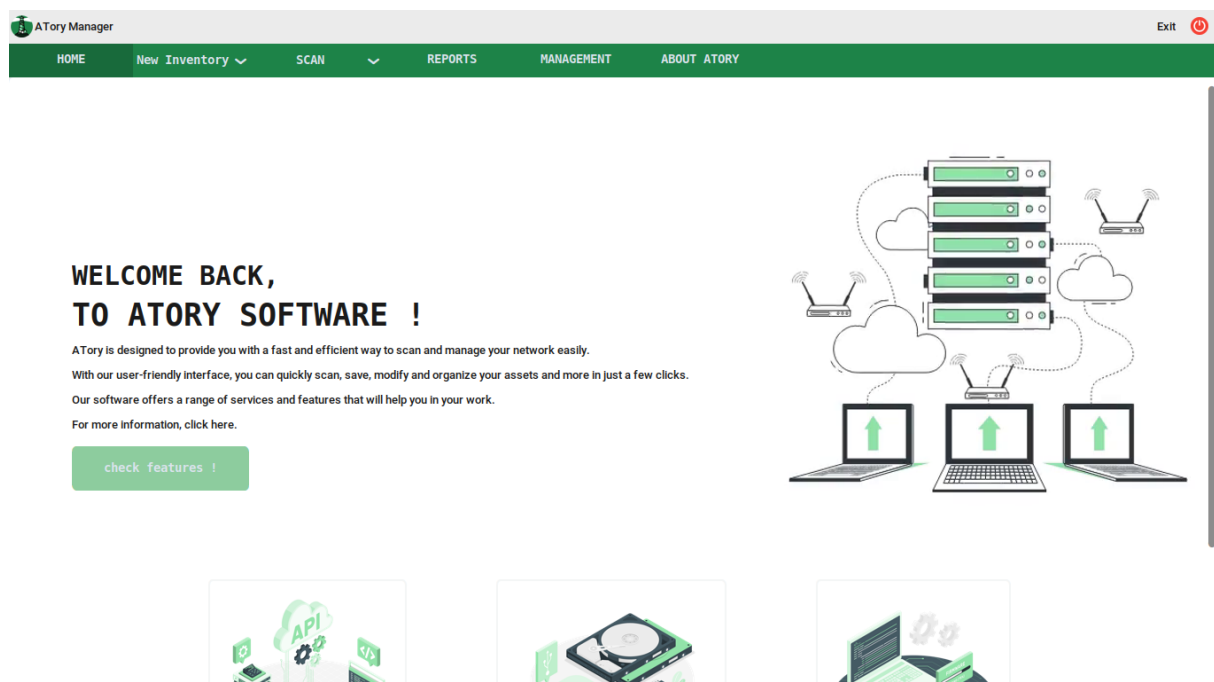 ATory Manager
Exit
HOME New Inventory SCAN REPORTS MANAGEMENT ABOUT ATORY
WELCOME BACK,
TO ATORY SOFTWARE !
ATory is designed to provide you with a fast and efficient way to scan and manage your network easily.
With our user-friendly interface, you can quickly scan, save, modify and organize your assets and more in just a few clicks.
Our software offers a range of services and features that will help you in your work.
For more information, click here.
check features !
API